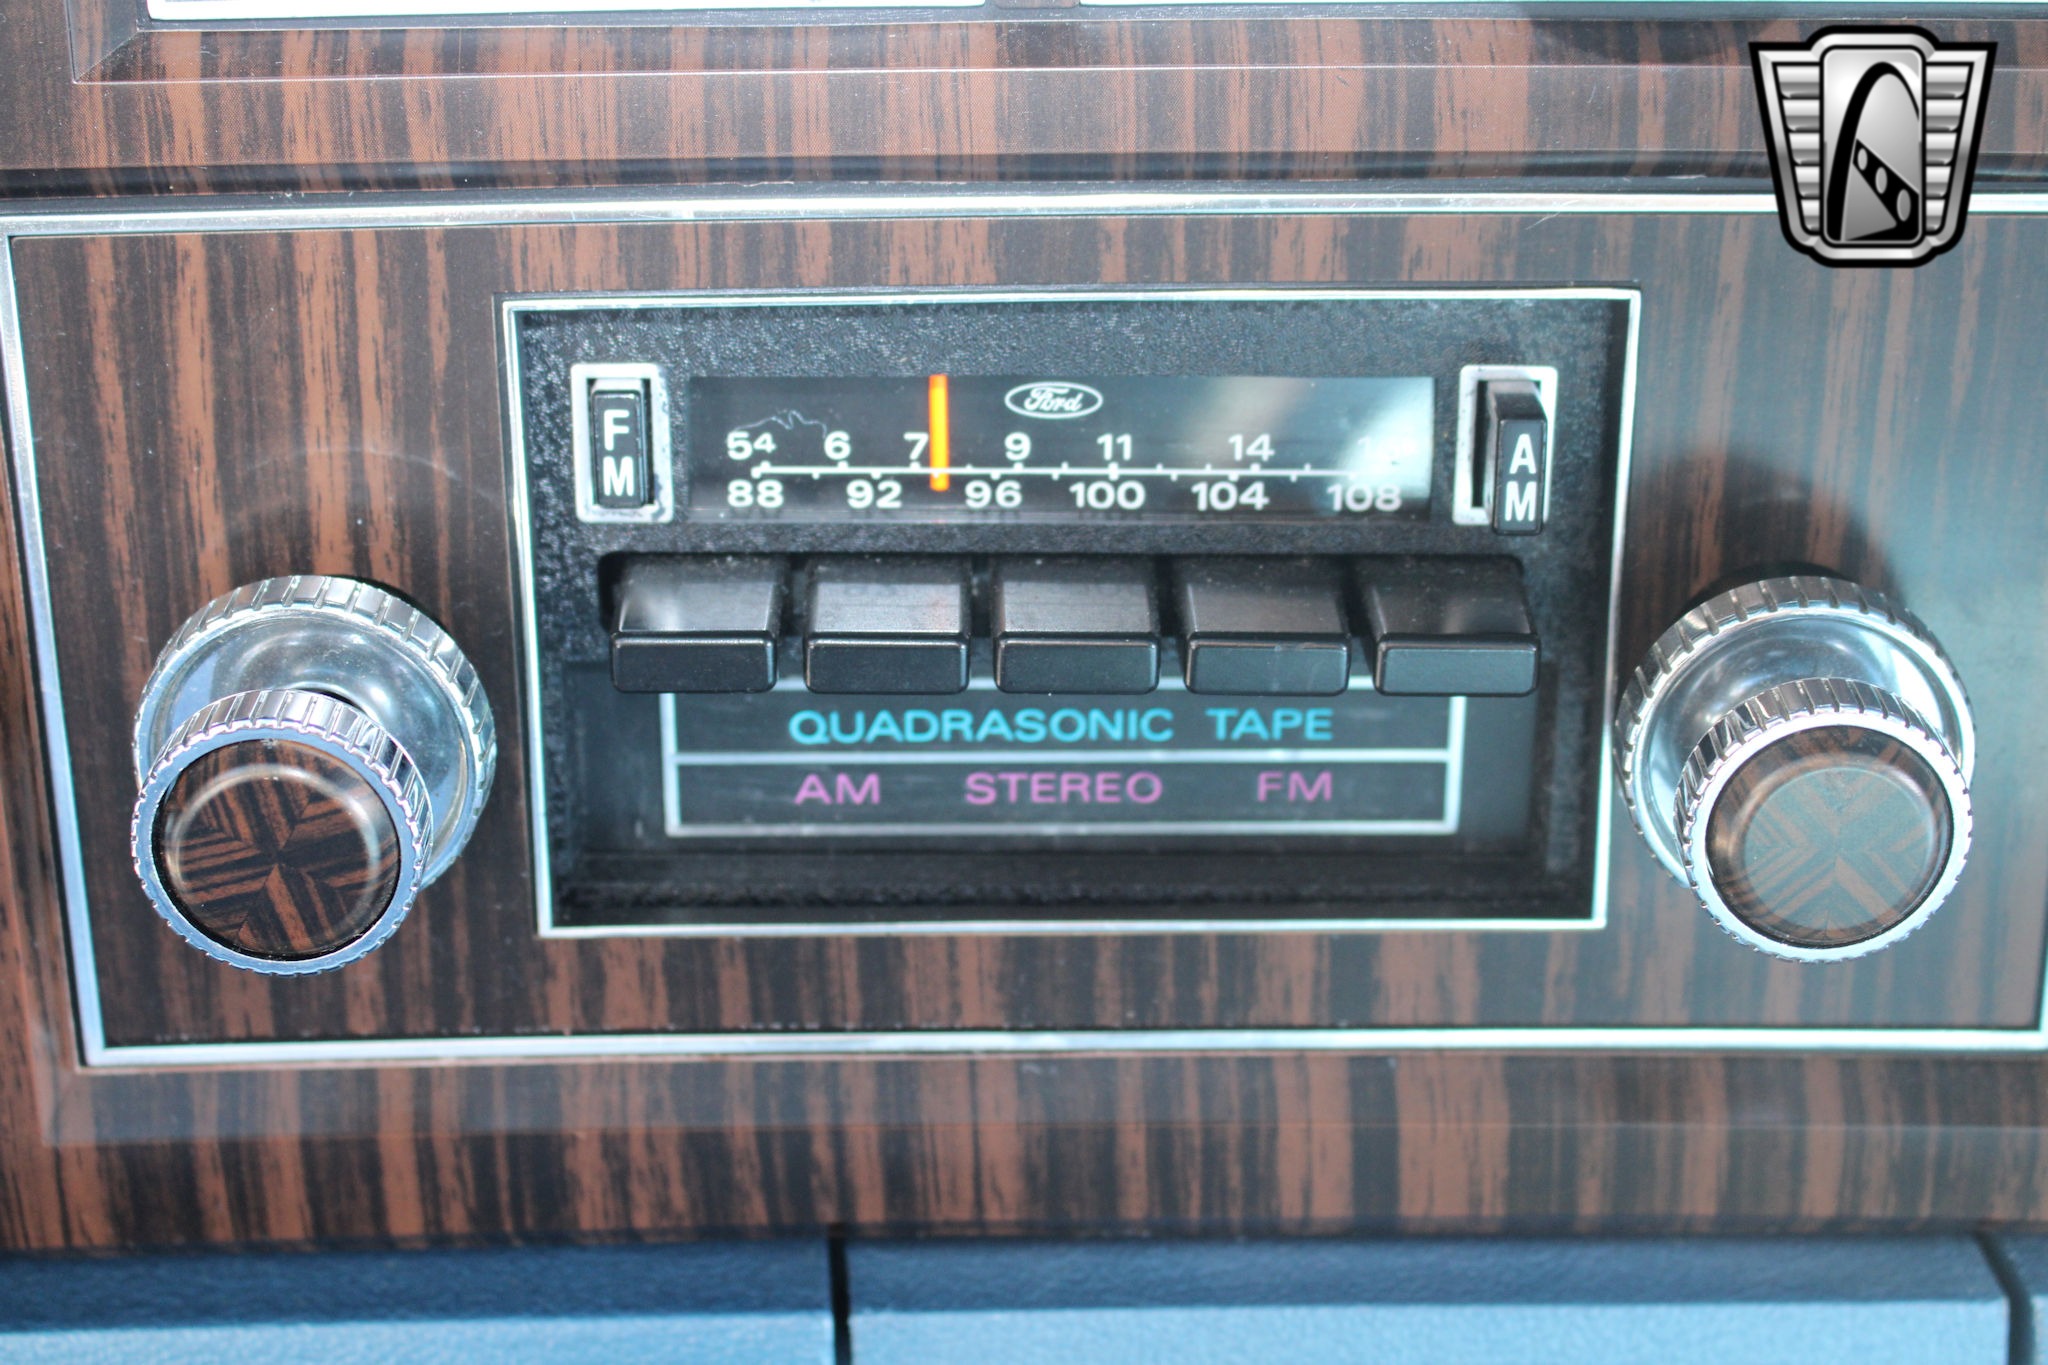 Ford
FM
54 6 7 9 11 14
88 92 96 100 104 108
AM
QUADRASONIC TAPE
AM STEREO FM